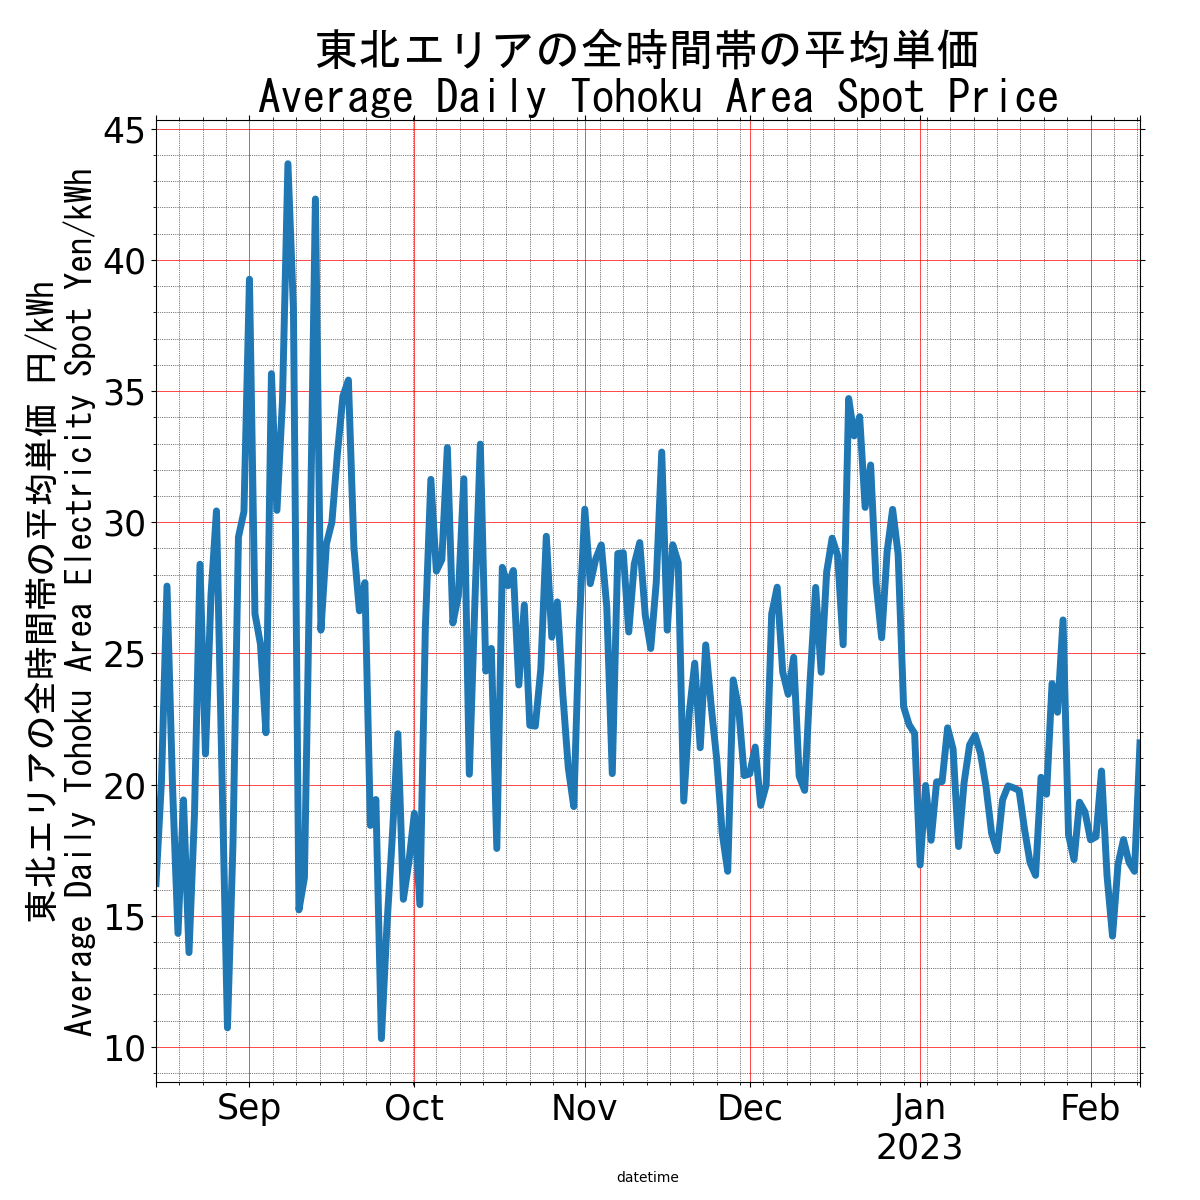 東北エリアの全時間帯の平均単価
Average Daily Tohoku Area Spot Price
東北エリアの全時間帯の平均単価 円/kWh
Average Daily Tohoku Area Electricity Spot Yen/kWh
45
40
35
30
25
20
15
10
Sep Oct Nov Dec Jan Feb
2023
datetime